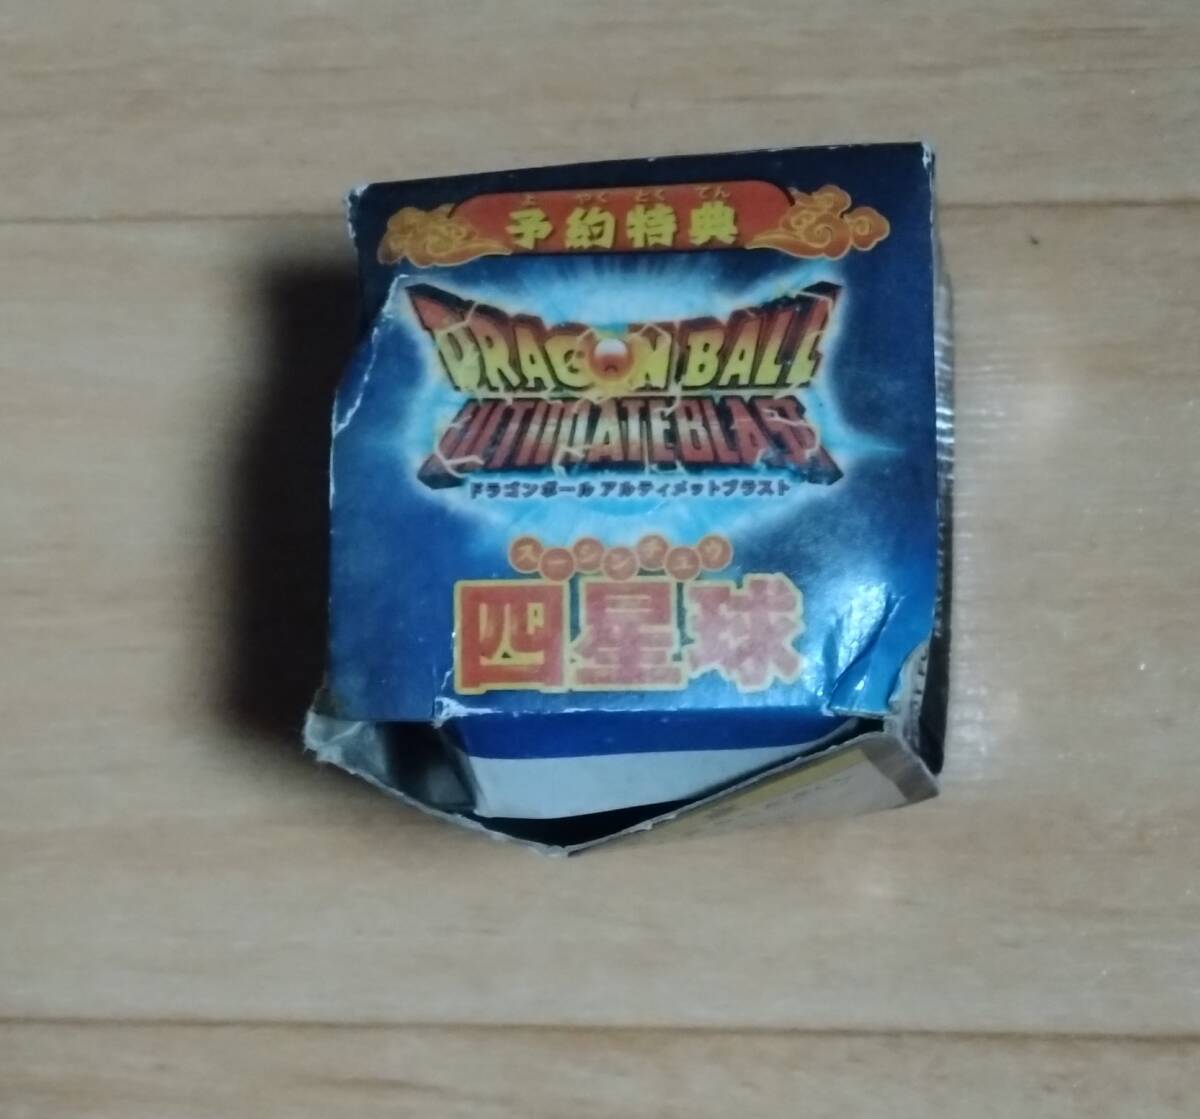 よ やく とく てん
予約特典
DRAGON BALL
ULTIMATE BLAST
ドラゴンボール アルティメットブラスト
スーシンチュウ
四星球